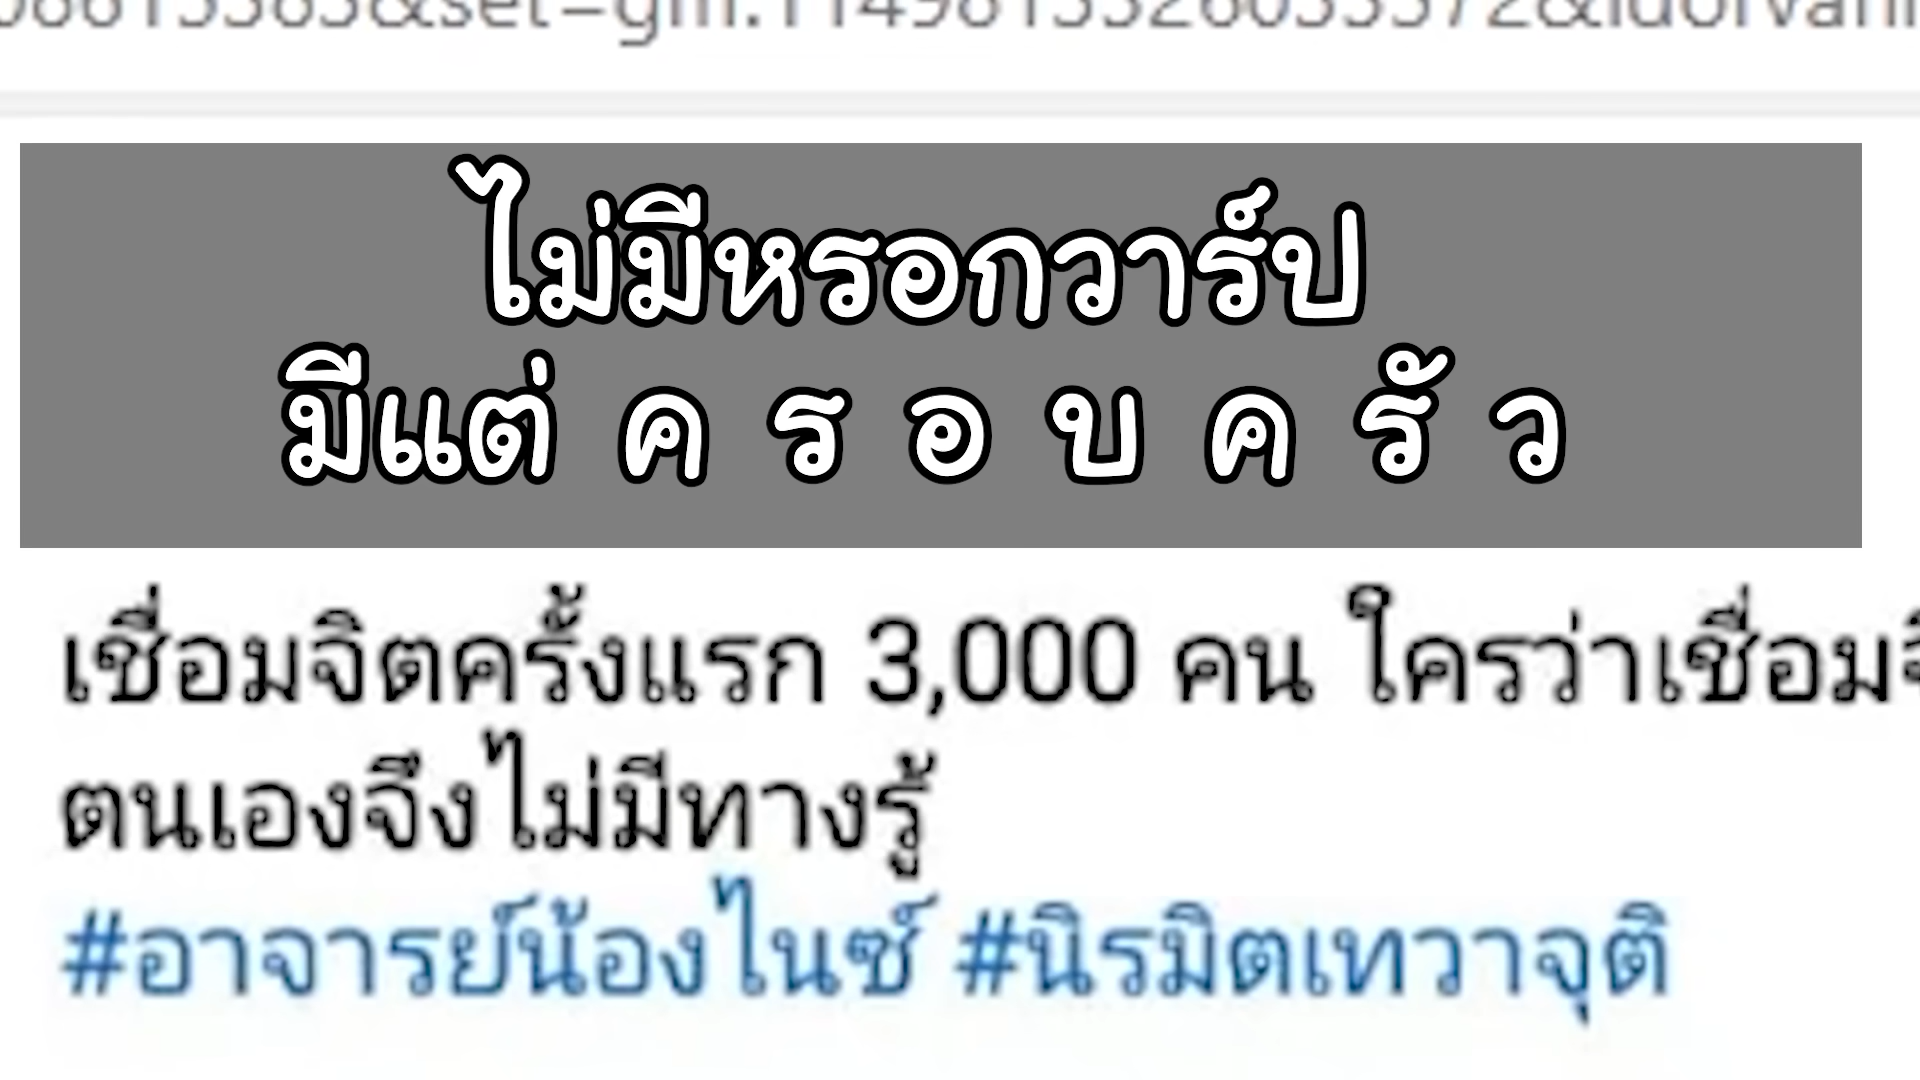 ไม่มีหรอกวาร์ป
มีแต่ ค ร อ บ ค รั ว
เชื่อมจิตครั้งแรก 3,000 คน ใครว่าเชื่อม
ตนเองจึงไม่มีทางรู้
#อาจารย์น้องไนซ์ #นิรมิตเทวาจุติ